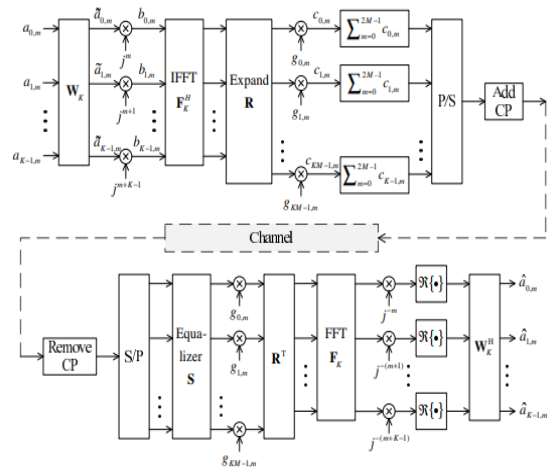 a_{0,m} ã_{0,m} b_{0,m} c_{0,m} ∑_{m=0}^{2M-1} c_{0,m}
j^{m} g_{0,m}
a_{1,m} W_K ã_{1,m} b_{1,m} IFFT F_K^H Expand R c_{1,m} ∑_{m=0}^{2M-1} c_{1,m} P/S Add CP
j^{m+1} g_{1,m}
a_{K-1,m} ã_{K-1,m} b_{K-1,m} c_{KM-1,m} ∑_{m=0}^{2M-1} c_{K-1,m}
j^{m+K-1} g_{KM-1,m}
Channel
ℜ{•} â_{0,m}
g_{0,m} j^{-m}
Remove CP S/P Equa-lizer S R^T FFT F_K ℜ{•} W_K^H â_{1,m}
g_{1,m} j^{-(m+1)}
ℜ{•} â_{K-1,m}
g_{KM-1,m} j^{-(m+K-1)}